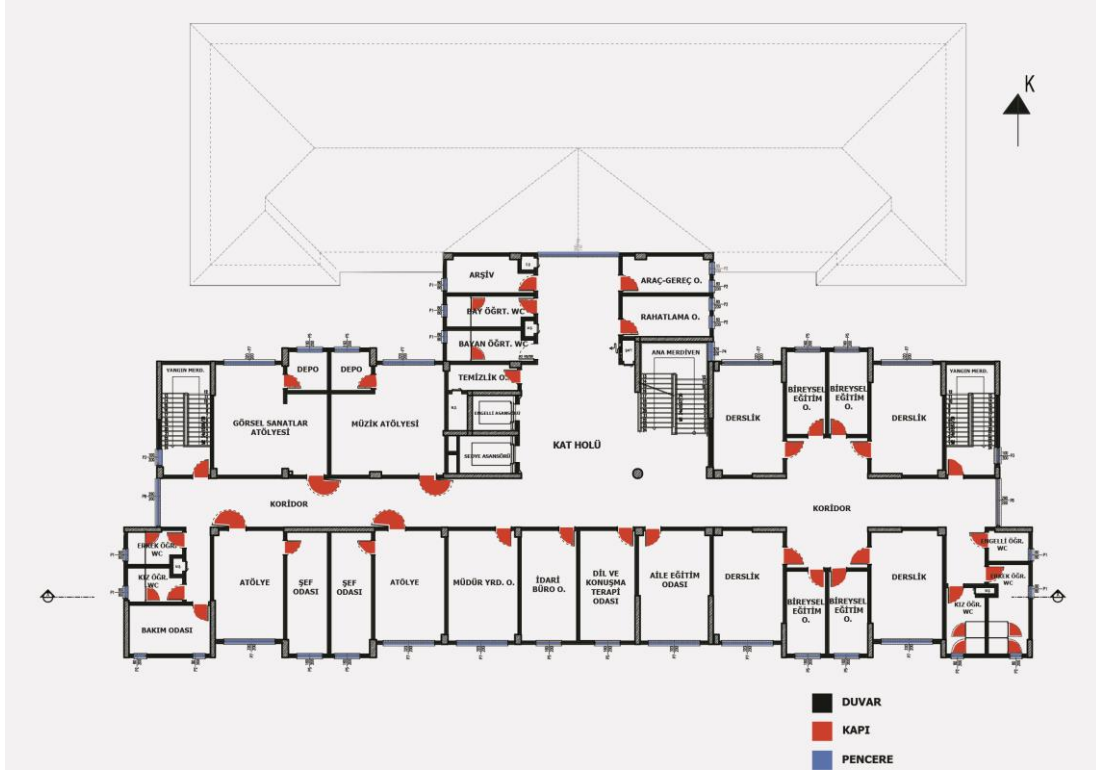 K
ARŞİV
ARAÇ-GEREÇ O.
BAY ÖĞRT. WC
RAHATLAMA O.
BAYAN ÖĞRT. WC
ANA MERDİVEN
TEMİZLİK O.
YANGIN MERD.
DEPO
DEPO
BİREYSEL
EĞİTİM
O.
BİREYSEL
EĞİTİM
O.
YANGIN MERD.
GÖRSEL SANATLAR
ATÖLYESİ
MÜZİK ATÖLYESİ
ENGELLİ ASANSÖRÜ
SEDYE ASANSÖRÜ
KAT HOLÜ
DERSLİK
DERSLİK
KORİDOR
KORİDOR
ERKEK ÖĞR.
WC
KIZ ÖĞR.
WC
BAKIM ODASI
ATÖLYE
ŞEF
ODASI
ŞEF
ODASI
ATÖLYE
MÜDÜR YRD. O.
İDARİ
BÜRO O.
DİL VE
KONUŞMA
TERAPİ
ODASI
AİLE EĞİTİM
ODASI
DERSLİK
BİREYSEL
EĞİTİM
O.
BİREYSEL
EĞİTİM
O.
DERSLİK
ENGELLİ ÖĞR.
WC
ERKEK ÖĞR.
WC
KIZ ÖĞR.
WC
DUVAR
KAPI
PENCERE